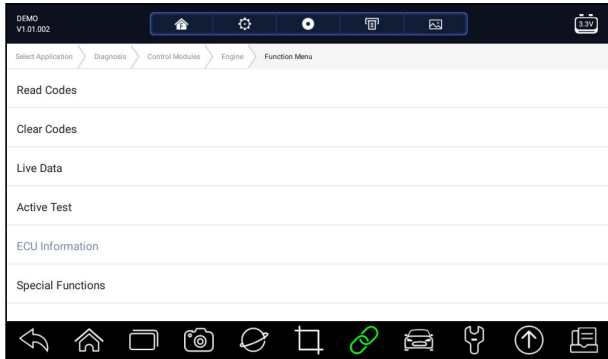 DEMO
V1.01.002
3.3V
Select Application
Diagnosis
Control Modules
Engine
Function Menu
Read Codes
Clear Codes
Live Data
Active Test
ECU Information
Special Functions